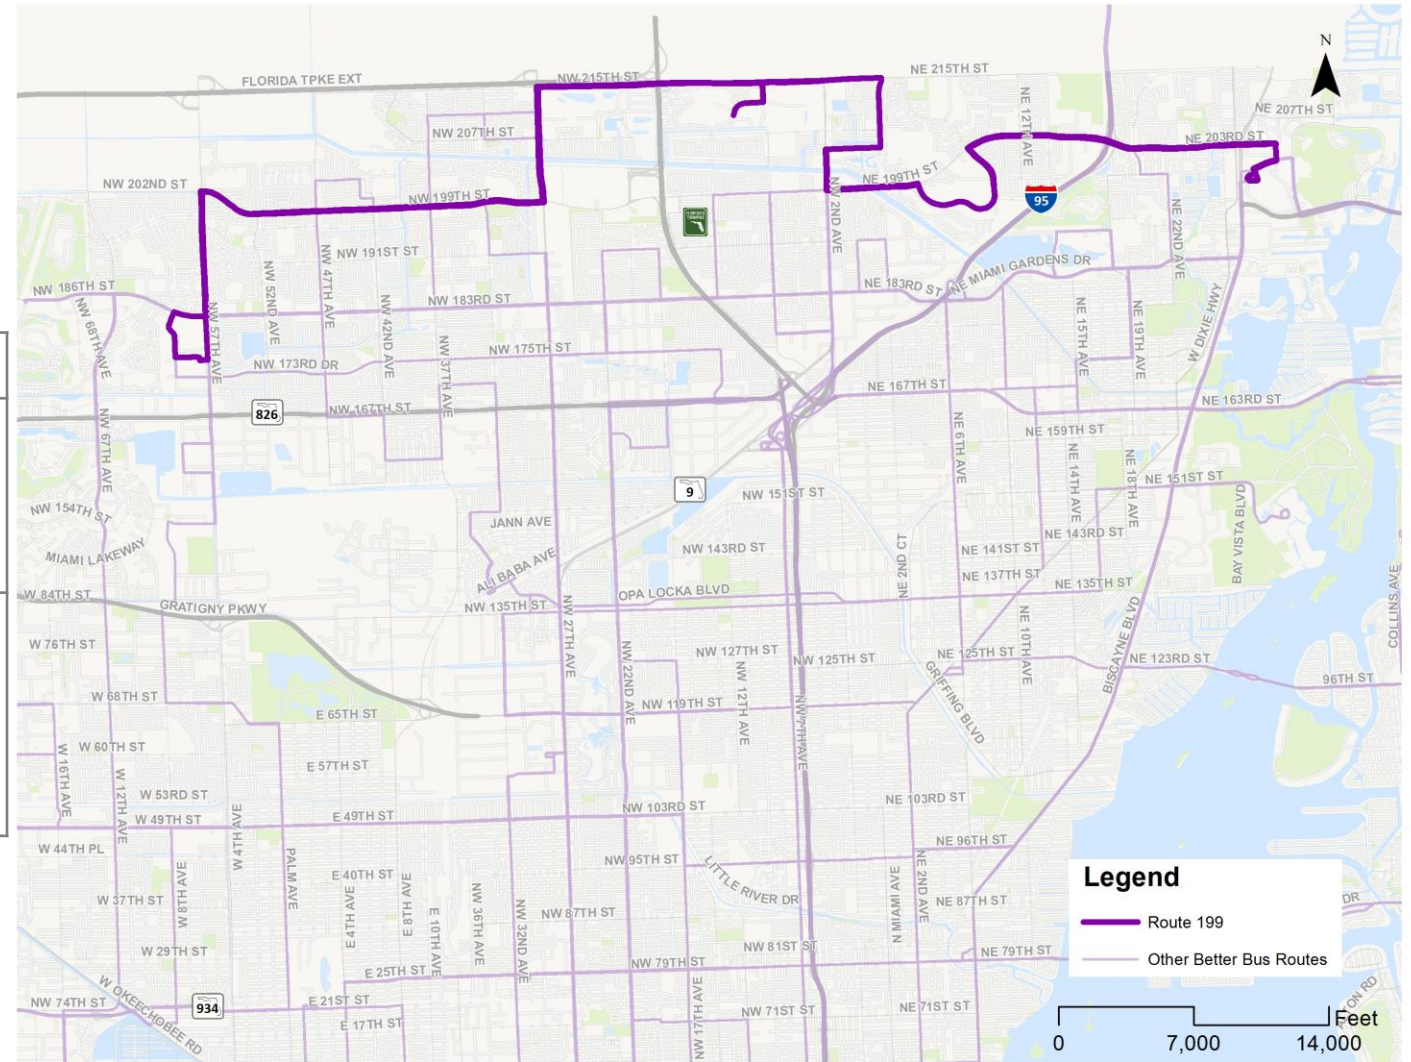 N
FLORIDA TPKE EXT
NW 215TH ST
NE 215TH ST
NE 12TH AVE
NE 207TH ST
NW 207TH ST
NE 203RD ST
NW 202ND ST
NW 199TH ST
NE 199TH ST
95
NW 2ND AVE
NE 22ND AVE
NW 191ST ST
NW 52ND AVE
NW 47TH AVE
NE MIAMI GARDENS DR
NW 186TH ST
NW 183RD ST
NE 183RD ST
NW 68TH AVE
NW 57TH AVE
NW 42ND AVE
NW 37TH AVE
NE 15TH AVE
NE 19TH AVE
W DIXIE HWY
NW 175TH ST
NW 173RD DR
NE 167TH ST
NE 163RD ST
826
NW 167TH ST
NW 67TH AVE
NE 6TH AVE
NE 159TH ST
NE 14TH AVE
NE 18TH AVE
NE 151ST ST
9
NW 151ST ST
NW 154TH ST
JANN AVE
NE 143RD ST
BAY VISTA BLVD
MIAMI LAKEWAY
NW 143RD ST
NE 2ND CT
NE 141ST ST
ALI BABA AVE
NE 137TH ST
NE 135TH ST
W 84TH ST
GRATIGNY PKWY
NW 135TH ST
OPA LOCKA BLVD
COLLINS AVE
W 76TH ST
NW 27TH AVE
NW 22ND AVE
NW 127TH ST
NW 125TH ST
NE 125TH ST
NE 10TH AVE
NE 123RD ST
BISCAYNE BLVD
NW 12TH AVE
GRIFFING BLVD
96TH ST
W 68TH ST
E 65TH ST
NW 119TH ST
NW 7TH AVE
W 60TH ST
W 16TH AVE
W 12TH AVE
E 57TH ST
W 53RD ST
W 49TH ST
W 4TH AVE
E 49TH ST
NW 103RD ST
NE 103RD ST
W 44TH PL
PALM AVE
NW 95TH ST
NE 96TH ST
LITTLE RIVER DR
W 8TH AVE
E 40TH ST
E 4TH AVE
E 8TH AVE
E 10TH AVE
NW 36TH AVE
NW 32ND AVE
N MIAMI AVE
NE 2ND AVE
NE 87TH ST
W 37TH ST
NW 87TH ST
W 29TH ST
NW 81ST ST
NE 79TH ST
E 25TH ST
NW 79TH ST
NW 74TH ST
W OKEECHOBEE RD
934
E 21ST ST
E 17TH ST
NW 17TH AVE
NW 71ST ST
NE 71ST ST
DR
Legend
Route 199
Other Better Bus Routes
Feet
0 7,000 14,000